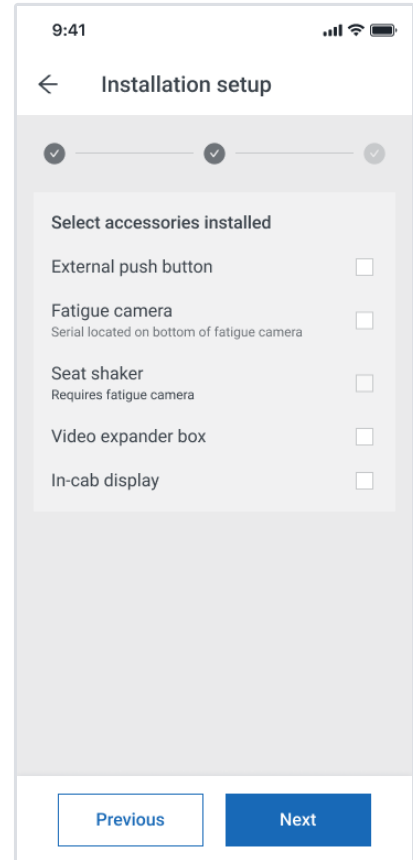 9:41
Installation setup
Select accessories installed
External push button
Fatigue camera
Serial located on bottom of fatigue camera
Seat shaker
Requires fatigue camera
Video expander box
In-cab display
Previous
Next